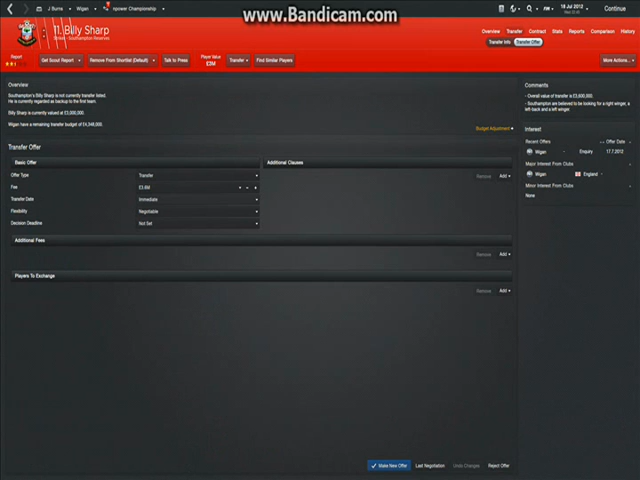 www.Bandicam.com
J Burns Wigan npower Championship
18 Jul 2012
Continue
11. Billy Sharp
Southampton Reserves
Overview Transfer Contract Stats Reports Comparison History
Transfer Info Transfer Offer
Report
Get Scout Report Remove From Shortlist (Default) Talk to Press
Player Value
£3M
Transfer Find Similar Players
More Actions...
Overview
Southampton's Billy Sharp is not currently transfer listed.
He is currently regarded as backup to the first team.
Billy Sharp is currently valued at £3,000,000.
Wigan have a remaining transfer budget of £4,348,000.
Budget Adjustment
Transfer Offer
Basic Offer
Additional Clauses
Offer Type Transfer
Remove Add
Fee £3.6M
Transfer Date Immediate
Flexibility Negotiable
Decision Deadline Not Set
Additional Fees
Remove Add
Players To Exchange
Remove Add
Make New Offer Last Negotiation Undo Changes Reject Offer
Comments
- Overall value of transfer is £3,600,000.
- Southampton are believed to be looking for a right winger, a
left back and a left winger.
Interest
Recent Offers Offer Date
Wigan - Enquiry 17.7.2012
Major Interest From Clubs
Wigan England -
Minor Interest From Clubs
None